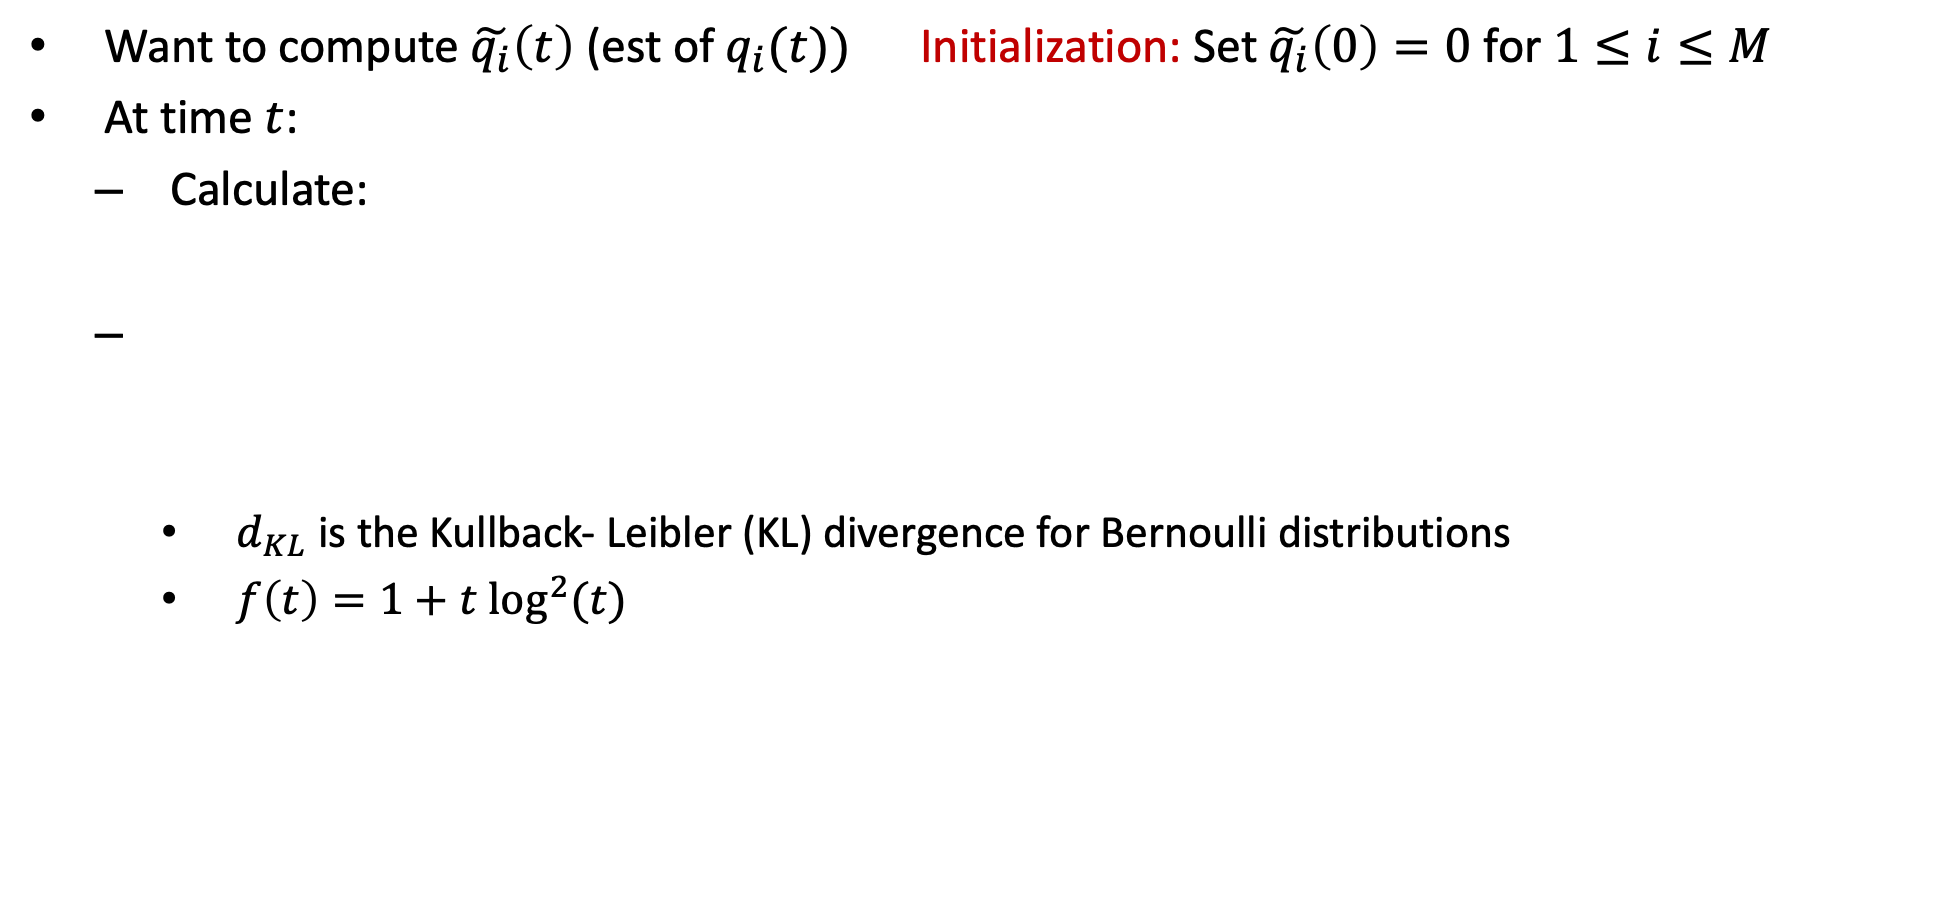 • Want to compute q̃ᵢ(t) (est of qᵢ(t)) Initialization: Set q̃ᵢ(0) = 0 for 1 ≤ i ≤ M
• At time t:
– Calculate:
–
• d_KL is the Kullback- Leibler (KL) divergence for Bernoulli distributions
• f(t) = 1 + t log²(t)